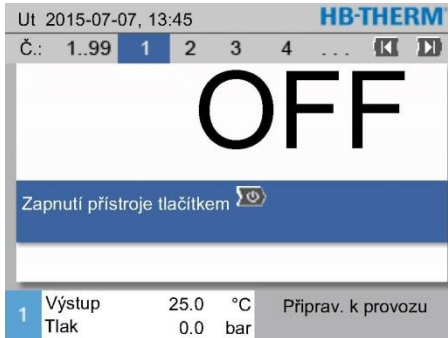 Ut 2015-07-07, 13:45 HB-THERM
Č.: 1..99 1 2 3 4 ...
OFF
Zapnutí přístroje tlačítkem
1 Výstup 25.0 °C Připrav. k provozu
Tlak 0.0 bar